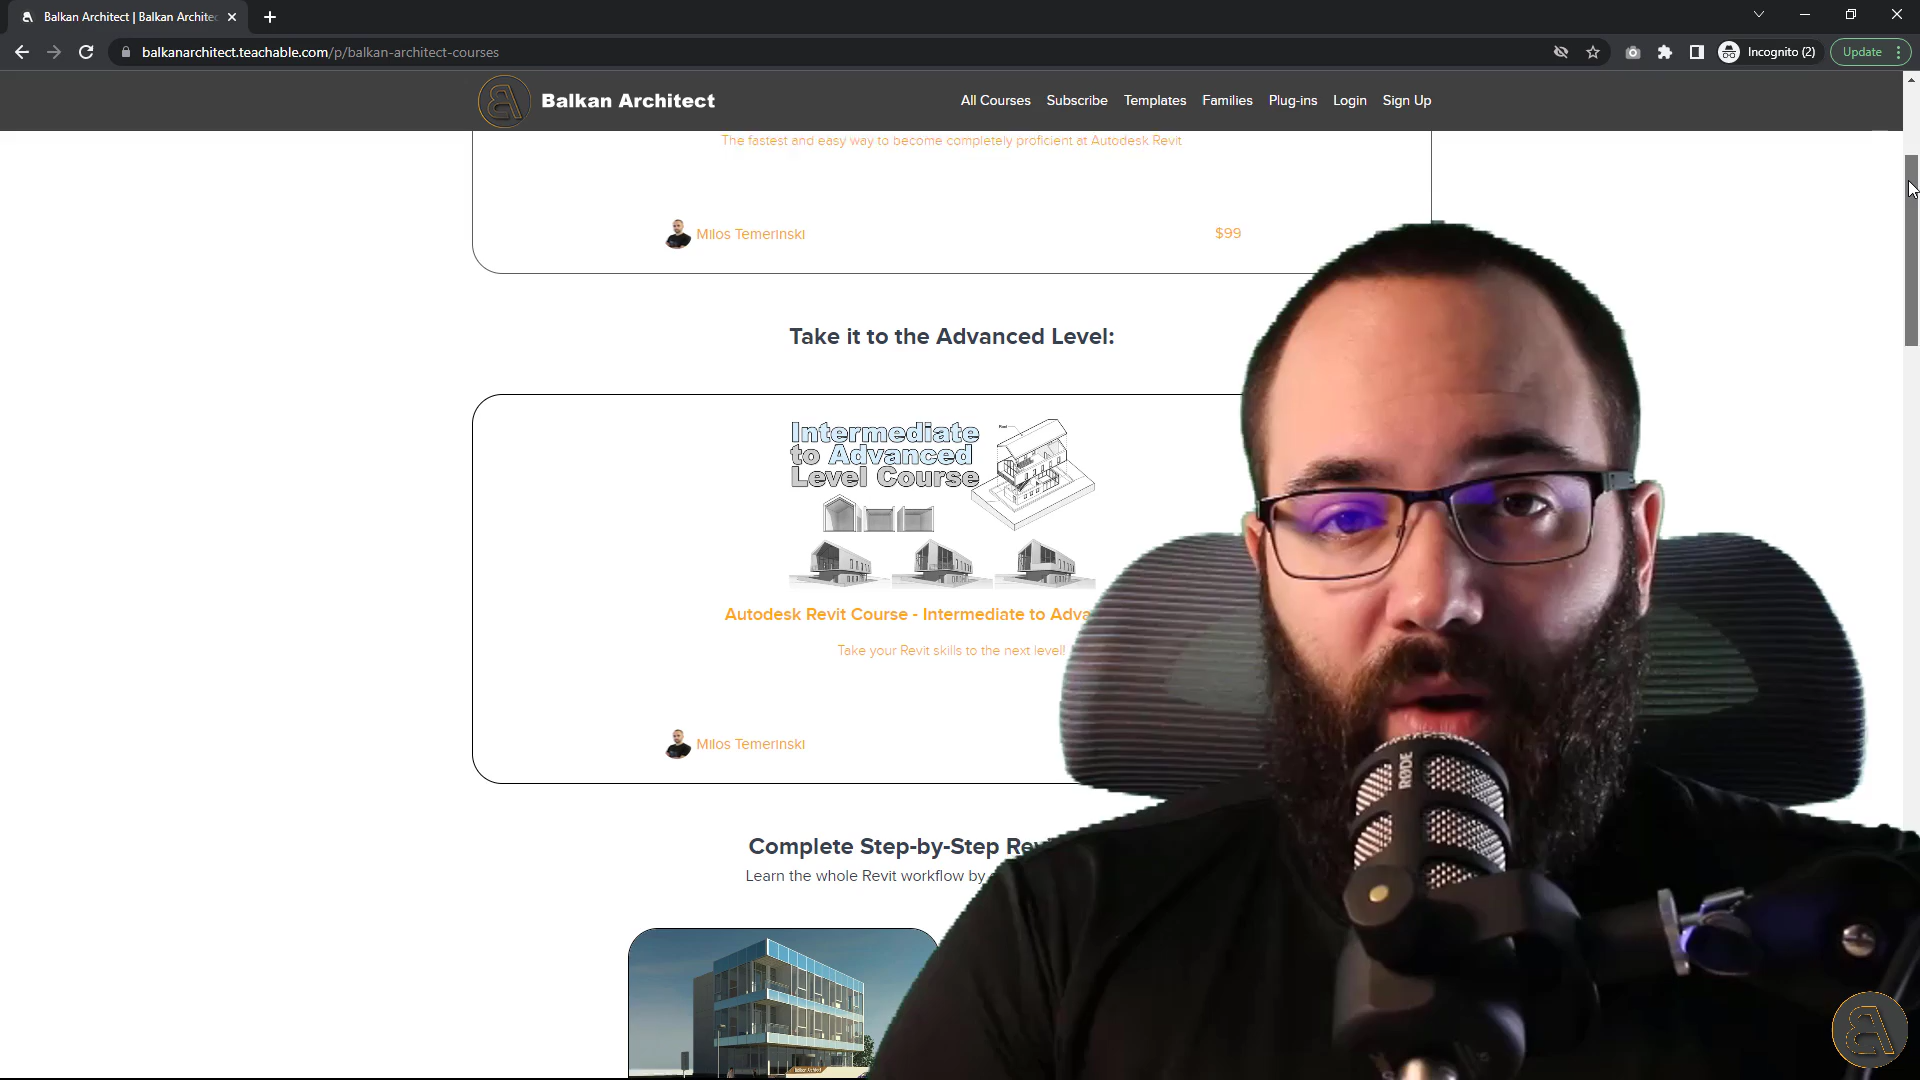 Balkan Architect | Balkan Archite
balkanarchitect.teachable.com/p/balkan-architect-courses
Incognito (2)
Update
Balkan Architect
All Courses
Subscribe
Templates
Families
Plug-ins
Login
Sign Up
The fastest and easy way to become completely proficient at Autodesk Revit
Milos Temerinski
$99
Take it to the Advanced Level:
Intermediate
to Advanced
Level Course
Autodesk Revit Course - Intermediate to Adva
Take your Revit skills to the next level!
Milos Temerinski
Complete Step-by-Step Rev
Learn the whole Revit workflow by
Balkan Architect
RØDE